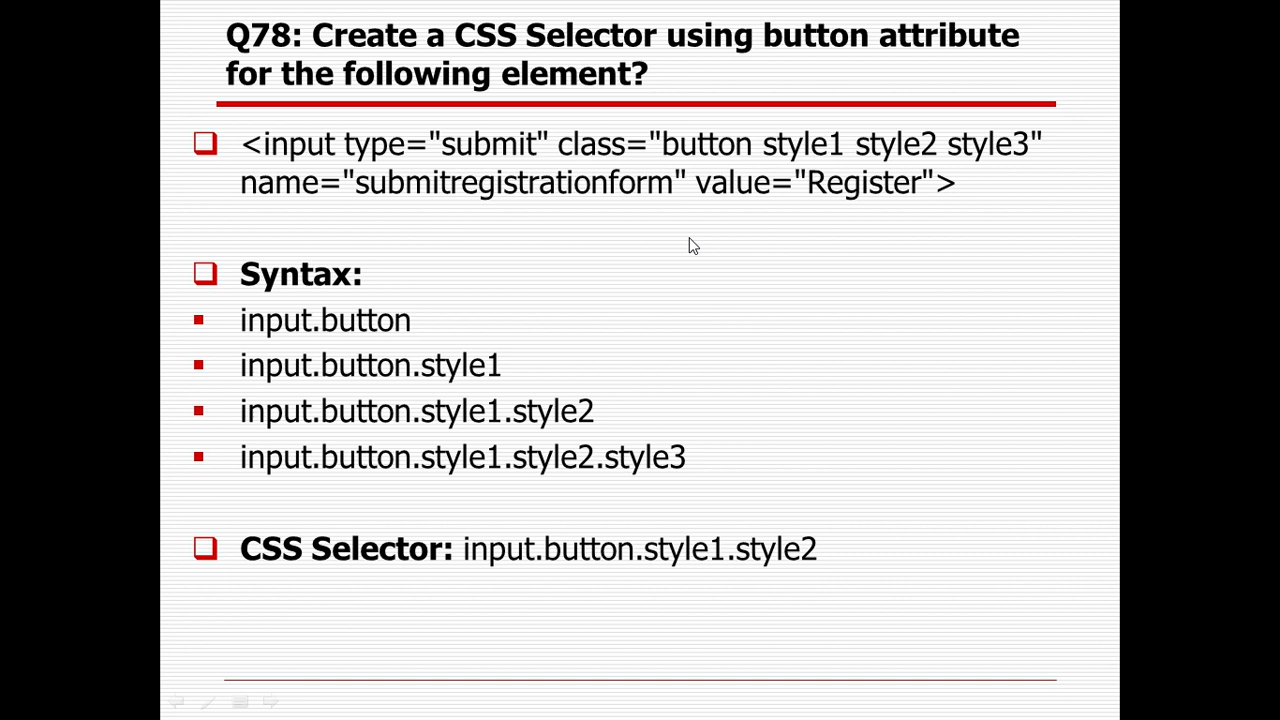 Q78: Create a CSS Selector using button attribute
for the following element?
<input type="submit" class="button style1 style2 style3"
name="submitregistrationform" value="Register">
Syntax:
input.button
input.button.style1
input.button.style1.style2
input.button.style1.style2.style3
CSS Selector: input.button.style1.style2